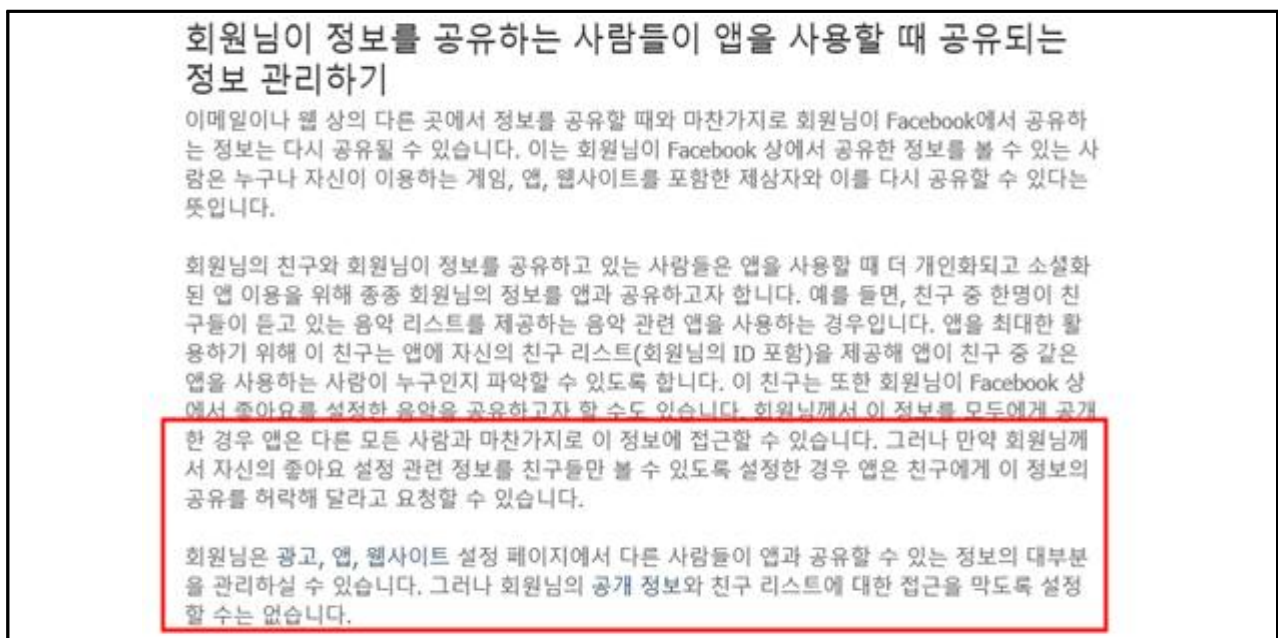 회원님이 정보를 공유하는 사람들이 앱을 사용할 때 공유되는
정보 관리하기
이메일이나 웹 상의 다른 곳에서 정보를 공유할 때와 마찬가지로 회원님이 Facebook에서 공유하
는 정보는 다시 공유될 수 있습니다. 이는 회원님이 Facebook 상에서 공유한 정보를 볼 수 있는 사
람은 누구나 자신이 이용하는 게임, 앱, 웹사이트를 포함한 제삼자와 이를 다시 공유할 수 있다는
뜻입니다.
회원님의 친구와 회원님이 정보를 공유하고 있는 사람들은 앱을 사용할 때 더 개인화되고 소셜화
된 앱 이용을 위해 종종 회원님의 정보를 앱과 공유하고자 합니다. 예를 들면, 친구 중 한명이 친
구들이 듣고 있는 음악 리스트를 제공하는 음악 관련 앱을 사용하는 경우입니다. 앱을 최대한 활
용하기 위해 이 친구는 앱에 자신의 친구 리스트(회원님의 ID 포함)을 제공해 앱이 친구 중 같은
앱을 사용하는 사람이 누구인지 파악할 수 있도록 합니다. 이 친구는 또한 회원님이 Facebook 상
에서 좋아요를 설정한 음악을 공유하고자 할 수도 있습니다. 회원님께서 이 정보를 모두에게 공개
한 경우 앱은 다른 모든 사람과 마찬가지로 이 정보에 접근할 수 있습니다. 그러나 만약 회원님께
서 자신의 좋아요 설정 관련 정보를 친구들만 볼 수 있도록 설정한 경우 앱은 친구에게 이 정보의
공유를 허락해 달라고 요청할 수 있습니다.
회원님은 광고, 앱, 웹사이트 설정 페이지에서 다른 사람들이 앱과 공유할 수 있는 정보의 대부분
을 관리하실 수 있습니다. 그러나 회원님의 공개 정보와 친구 리스트에 대한 접근을 막도록 설정
할 수는 없습니다.